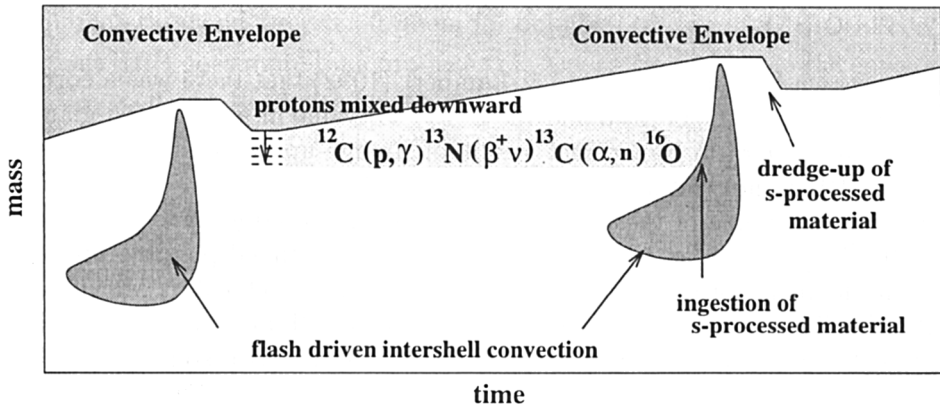 Convective Envelope
Convective Envelope
protons mixed downward
¹²C(p,γ)¹³N(β⁺ν)¹³C(α,n)¹⁶O
dredge-up of
s-processed
material
ingestion of
s-processed material
flash driven intershell convection
mass
time